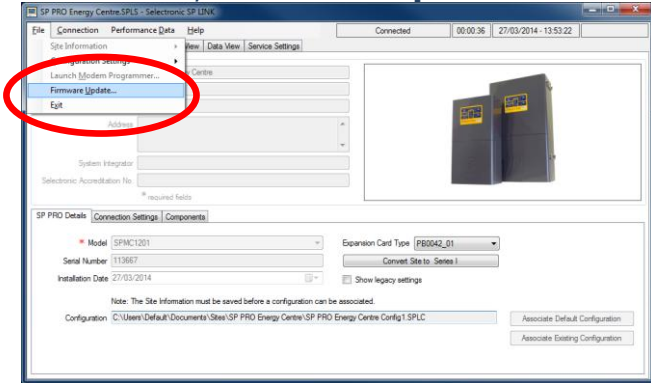 SP PRO Energy Centre.SPLS - Selectronic SP LINK
File Connection Performance Data Help
Connected 00:00:36 27/03/2014 - 13:53:22
Site Information
View Data View Service Settings
Configuration Settings
Launch Modem Programmer...
Centre
Firmware Update...
Exit
Address
System Integrator
Selectronic Accreditation No.
* required fields
SP PRO Details Connection Settings Components
* Model SPMC1201
Expansion Card Type PB0042_01
Serial Number 113667
Convert Site to Series I
Installation Date 27/03/2014
Show legacy settings
Note: The Site Information must be saved before a configuration can be associated.
Configuration C:\Users\Default\Documents\Sites\SP PRO Energy Centre\SP PRO Energy Centre Config1.SPLC
Associate Default Configuration
Associate Existing Configuration